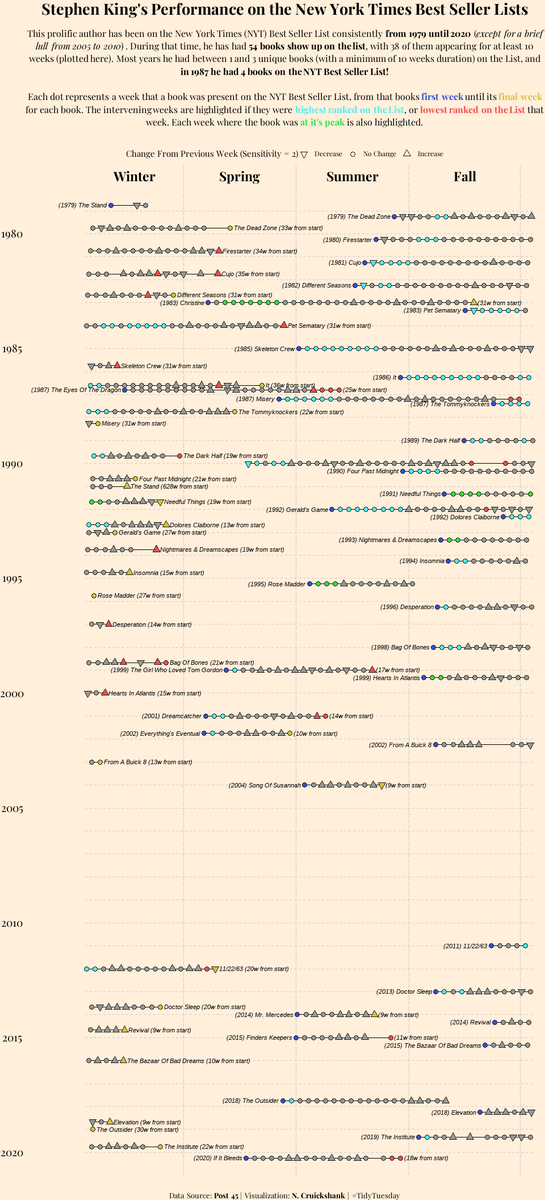 Stephen King's Performance on the New York Times Best Seller Lists
This prolific author has been on the New York Times (NYT) Best Seller List consistently from 1979 until 2020 (except for a brief
lull from 2005 to 2010). During that time, he has had 54 books show up on the list, with 38 of them appearing for at least 10
weeks (plotted here). Most years he had between 1 and 3 unique books (with a minimum of 10 weeks duration) on the List, and
in 1987 he had 4 books on the NYT Best Seller List!
Each dot represents a week that a book was present on the NYT Best Seller List, from that books first week until its final week
for each book. The intervening weeks are highlighted if they were highest ranked on the List, or lowest ranked on the List that
week. Each week where the book was at it's peak is also highlighted.
Change From Previous Week (Sensitivity = 2) Decrease No Change Increase
Winter Spring Summer Fall
(1979) The Stand
(1979) The Dead Zone
The Dead Zone (33w from start)
1980
(1980) Firestarter
Firestarter (34w from start)
(1981) Cujo
Cujo (35w from start)
(1982) Different Seasons
Different Seasons (31w from start)
(1983) Christine (31w from start)
(1983) Pet Sematary
Pet Sematary (31w from start)
1985
(1985) Skeleton Crew
Skeleton Crew (31w from start)
(1986) It
It (36w from start)
(1987) The Eyes Of The Dragon (25w from start)
(1987) Misery
(1987) The Tommyknockers
The Tommyknockers (22w from start)
Misery (31w from start)
(1989) The Dark Half
The Dark Half (19w from start)
1990
(1990) Four Past Midnight
Four Past Midnight (21w from start)
The Stand (628w from start)
(1991) Needful Things
Needful Things (19w from start)
(1992) Gerald's Game
(1992) Dolores Claiborne
Dolores Claiborne (13w from start)
Gerald's Game (27w from start)
(1993) Nightmares & Dreamscapes
Nightmares & Dreamscapes (19w from start)
(1994) Insomnia
Insomnia (15w from start)
1995
(1995) Rose Madder
Rose Madder (27w from start)
(1996) Desperation
Desperation (14w from start)
(1998) Bag Of Bones
Bag Of Bones (21w from start)
(1999) The Girl Who Loved Tom Gordon (17w from start)
(1999) Hearts In Atlantis
2000
Hearts In Atlantis (15w from start)
(2001) Dreamcatcher (14w from start)
(2002) Everything's Eventual (10w from start)
(2002) From A Buick 8
From A Buick 8 (13w from start)
(2004) Song Of Susannah (9w from start)
2005
2010
(2011) 11/22/63
11/22/63 (20w from start)
(2013) Doctor Sleep
Doctor Sleep (20w from start)
(2014) Mr. Mercedes (9w from start)
(2014) Revival
Revival (9w from start)
2015
(2015) Finders Keepers (11w from start)
(2015) The Bazaar Of Bad Dreams
The Bazaar Of Bad Dreams (10w from start)
(2018) The Outsider
(2018) Elevation
Elevation (9w from start)
The Outsider (30w from start)
(2019) The Institute
The Institute (22w from start)
2020
(2020) If It Bleeds (18w from start)
Data Source: Post 45 | Visualization: N. Cruickshank | #TidyTuesday